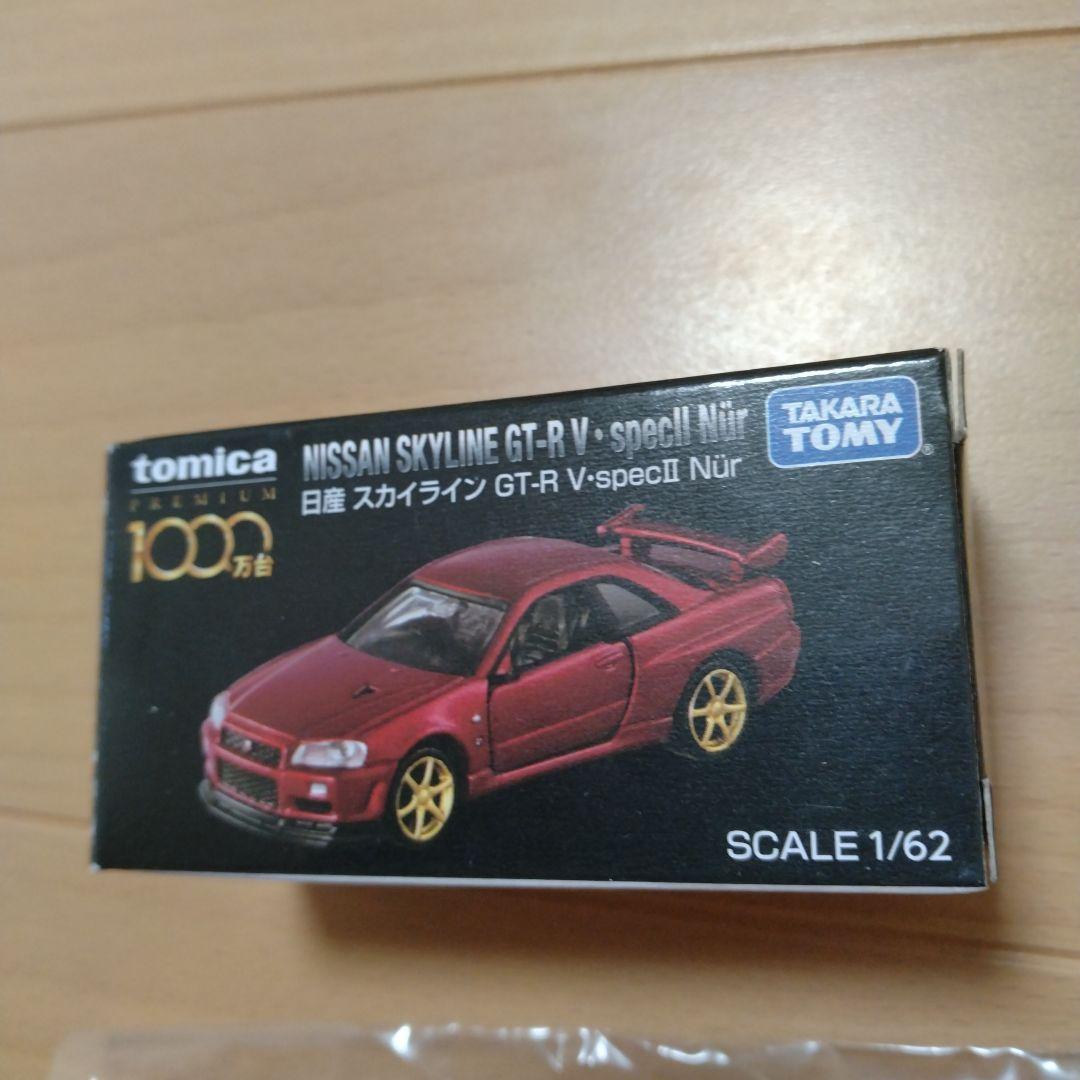 tomica
PREMIUM
1000万台
NISSAN SKYLINE GT-R V・specII Nür
日産 スカイライン GT-R V・specII Nür
TAKARA
TOMY
®
SCALE 1/62